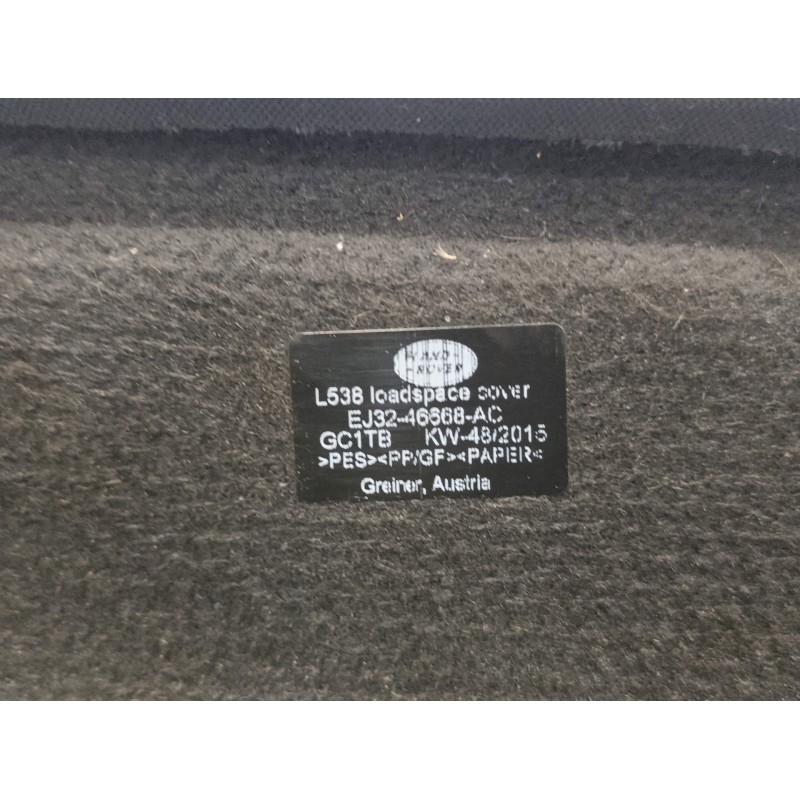 LAND
ROVER
L538 loadspace cover
EJ32-46668-AC
GC1TB KW-48/2015
>PES><PP/GF><PAPER<
Greiner, Austria